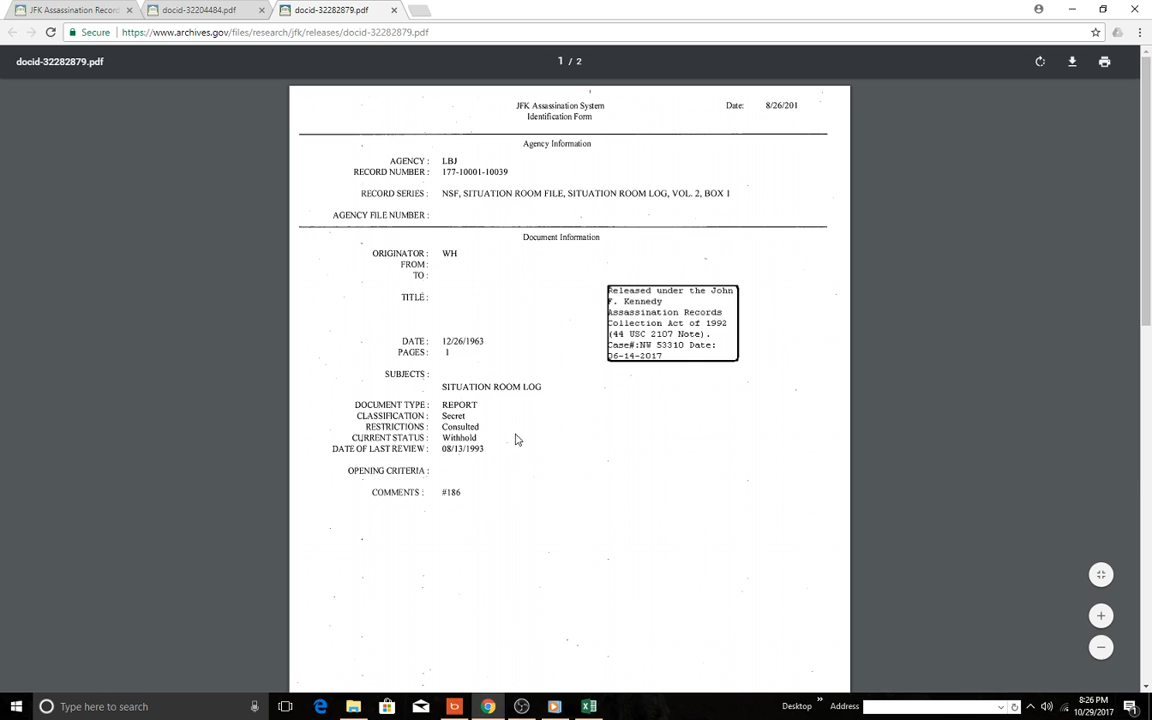 JFK Assassination Record
docid-32204484.pdf
docid-32282879.pdf
Secure
https://www.archives.gov/files/research/jfk/releases/docid-32282879.pdf
docid-32282879.pdf
1 / 2
JFK Assassination System
Identification Form
Date: 8/26/201
Agency Information
AGENCY : LBJ
RECORD NUMBER : 177-10001-10039
RECORD SERIES : NSF, SITUATION ROOM FILE, SITUATION ROOM LOG, VOL. 2, BOX 1
AGENCY FILE NUMBER :
Document Information
ORIGINATOR : WH
FROM :
TO :
TITLE :
DATE : 12/26/1963
PAGES : 1
SUBJECTS :
SITUATION ROOM LOG
DOCUMENT TYPE : REPORT
CLASSIFICATION : Secret
RESTRICTIONS : Consulted
CURRENT STATUS : Withhold
DATE OF LAST REVIEW : 08/13/1993
OPENING CRITERIA :
COMMENTS : #186
Released under the John
F. Kennedy
Assassination Records
Collection Act of 1992
(44 USC 2107 Note).
Case#:NW 53310 Date:
06-14-2017
Type here to search
Desktop
Address
8:26 PM
10/29/2017